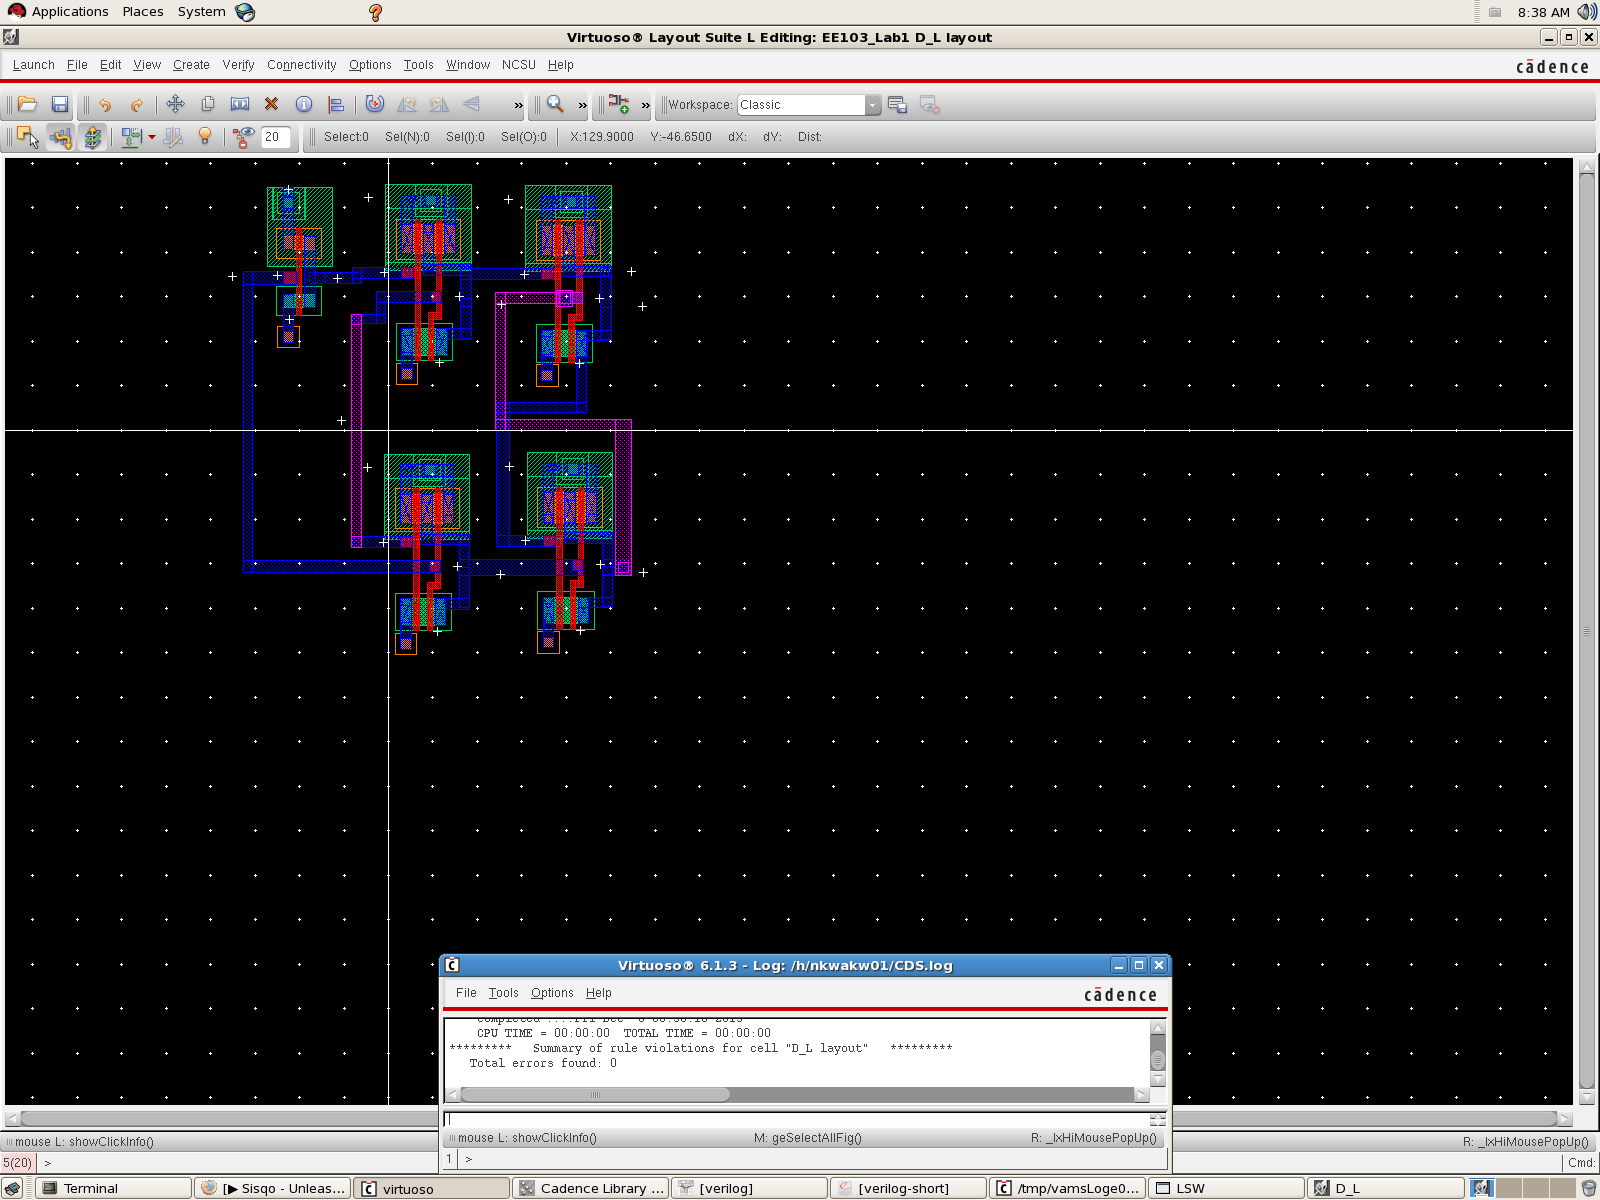 Applications Places System 8:38 AM
Virtuoso® Layout Suite L Editing: EE103_Lab1 D_L layout
Launch File Edit View Create Verify Connectivity Options Tools Window NCSU Help
cādence
» » » Workspace: Classic
20 Select:0 Sel(N):0 Sel(I):0 Sel(O):0 X:129.9000 Y:-46.6500 dX: dY: Dist:
Virtuoso® 6.1.3 - Log: /h/nkwakw01/CDS.log
File Tools Options Help
cādence
CPU TIME = 00:00:00 TOTAL TIME = 00:00:00
********* Summary of rule violations for cell "D_L layout" *********
Total errors found: 0
mouse L: showClickInfo() M: geSelectAllFig() R: _lxHiMousePopUp()
1 >
mouse L: showClickInfo() R: _lxHiMousePopUp()
5(20) > Cmd:
Terminal [▶ Sisqo - Unleas... virtuoso Cadence Library ... [verilog] [verilog-short] /tmp/vamsLoge0... LSW D_L